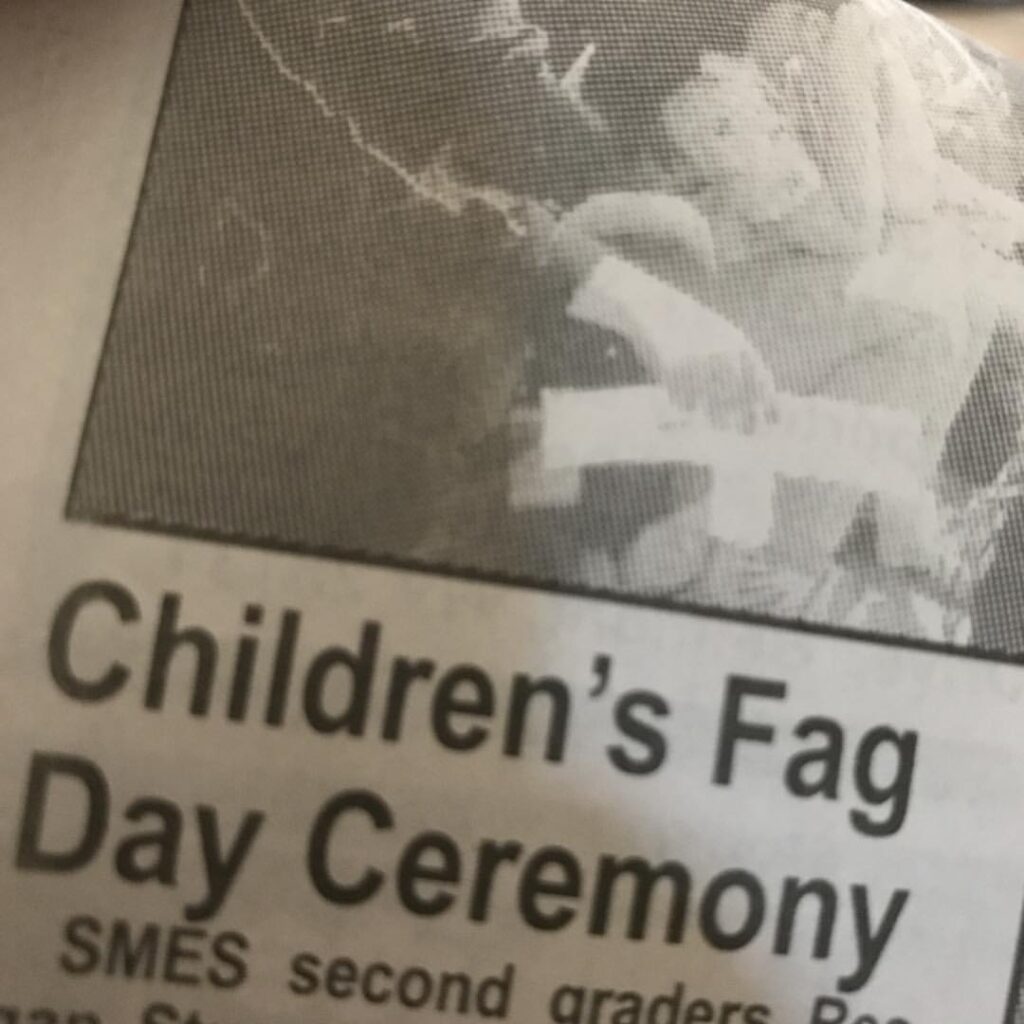 Children's Fag
Day Ceremony
SMES second graders